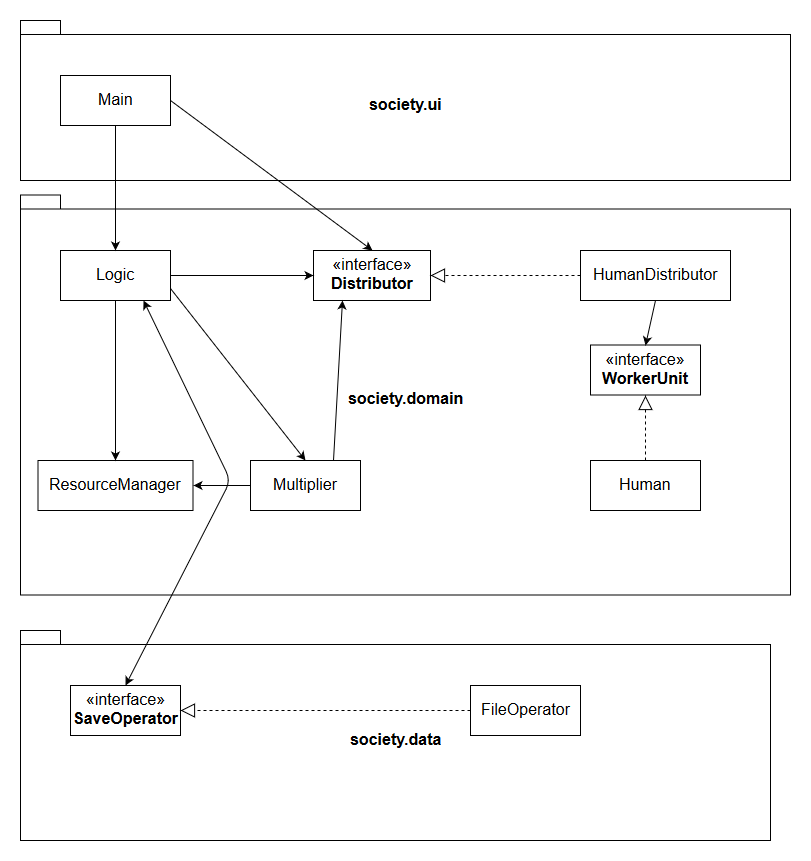 Main
society.ui
Logic
«interface»
Distributor
HumanDistributor
«interface»
WorkerUnit
society.domain
ResourceManager
Multiplier
Human
«interface»
SaveOperator
FileOperator
society.data